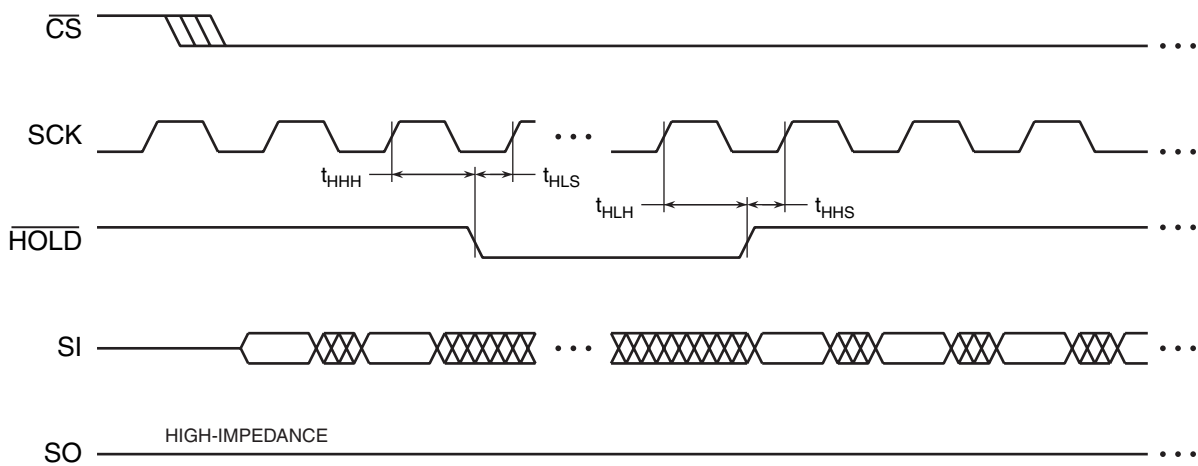 CS
SCK
tHHH tHLS
tHLH tHHS
HOLD
SI
HIGH-IMPEDANCE
SO